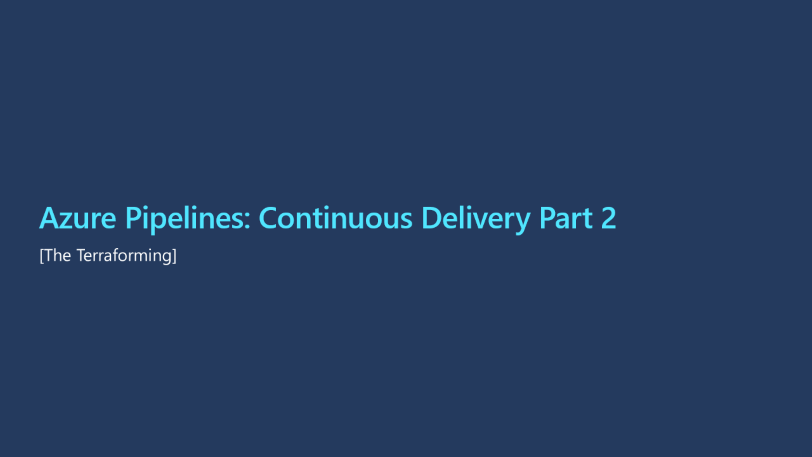 Azure Pipelines: Continuous Delivery Part 2
[The Terraforming]